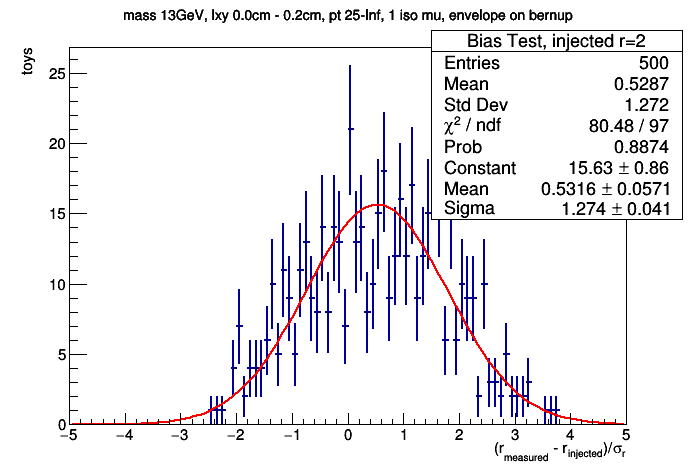 mass 13GeV, lxy 0.0cm - 0.2cm, pt 25-Inf, 1 iso mu, envelope on bernup
Bias Test, injected r=2
Entries 500
Mean 0.5287
Std Dev 1.272
χ² / ndf 80.48 / 97
Prob 0.8874
Constant 15.63 ± 0.86
Mean 0.5316 ± 0.0571
Sigma 1.274 ± 0.041
toys
25
20
15
10
5
0
−5 −4 −3 −2 −1 0 1 2 3 4 5
(r_measured - r_injected)/σ_r